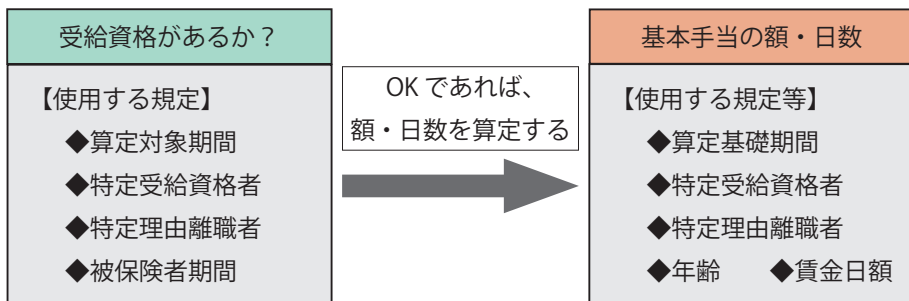 受給資格があるか？
【使用する規定】
◆算定対象期間
◆特定受給資格者
◆特定理由離職者
◆被保険者期間
OK であれば、
額・日数を算定する
基本手当の額・日数
【使用する規定等】
◆算定基礎期間
◆特定受給資格者
◆特定理由離職者
◆年齢　◆賃金日額